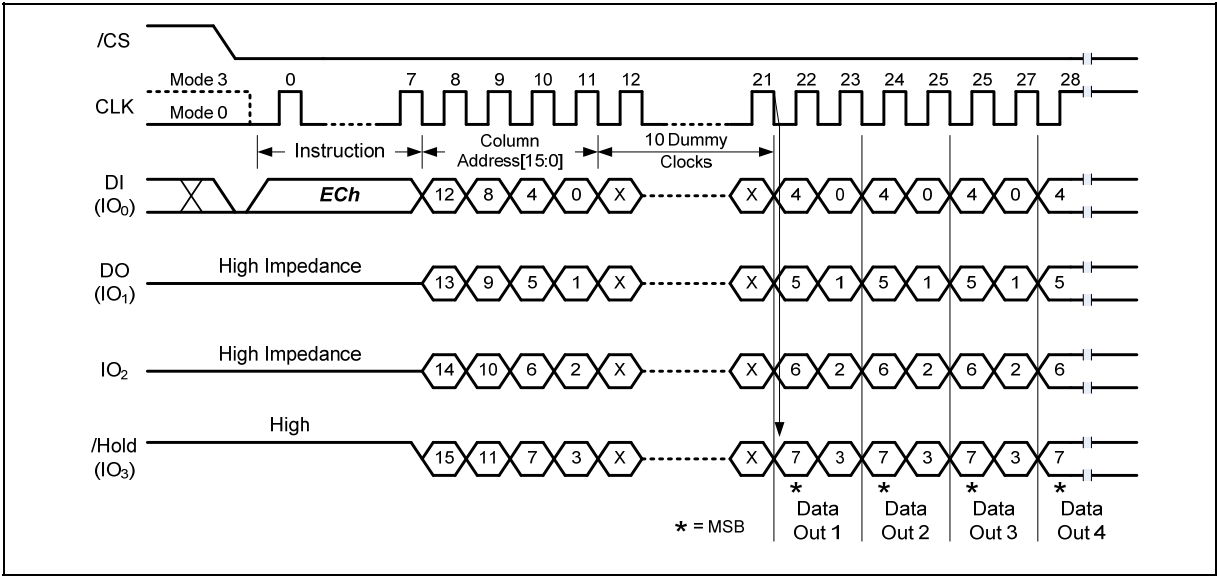 /CS
Mode 3 0 7 8 9 10 11 12 21 22 23 24 25 25 27 28
CLK
Mode 0
Instruction Column Address[15:0] 10 Dummy Clocks
DI
(IO0)
ECh 12 8 4 0 X X 4 0 4 0 4 0 4
DO
(IO1)
High Impedance 13 9 5 1 X X 5 1 5 1 5 1 5
IO2
High Impedance 14 10 6 2 X X 6 2 6 2 6 2 6
/Hold
(IO3)
High
15 11 7 3 X X 7 3 7 3 7 3 7
* * * *
* = MSB
Data Out 1 Data Out 2 Data Out 3 Data Out 4